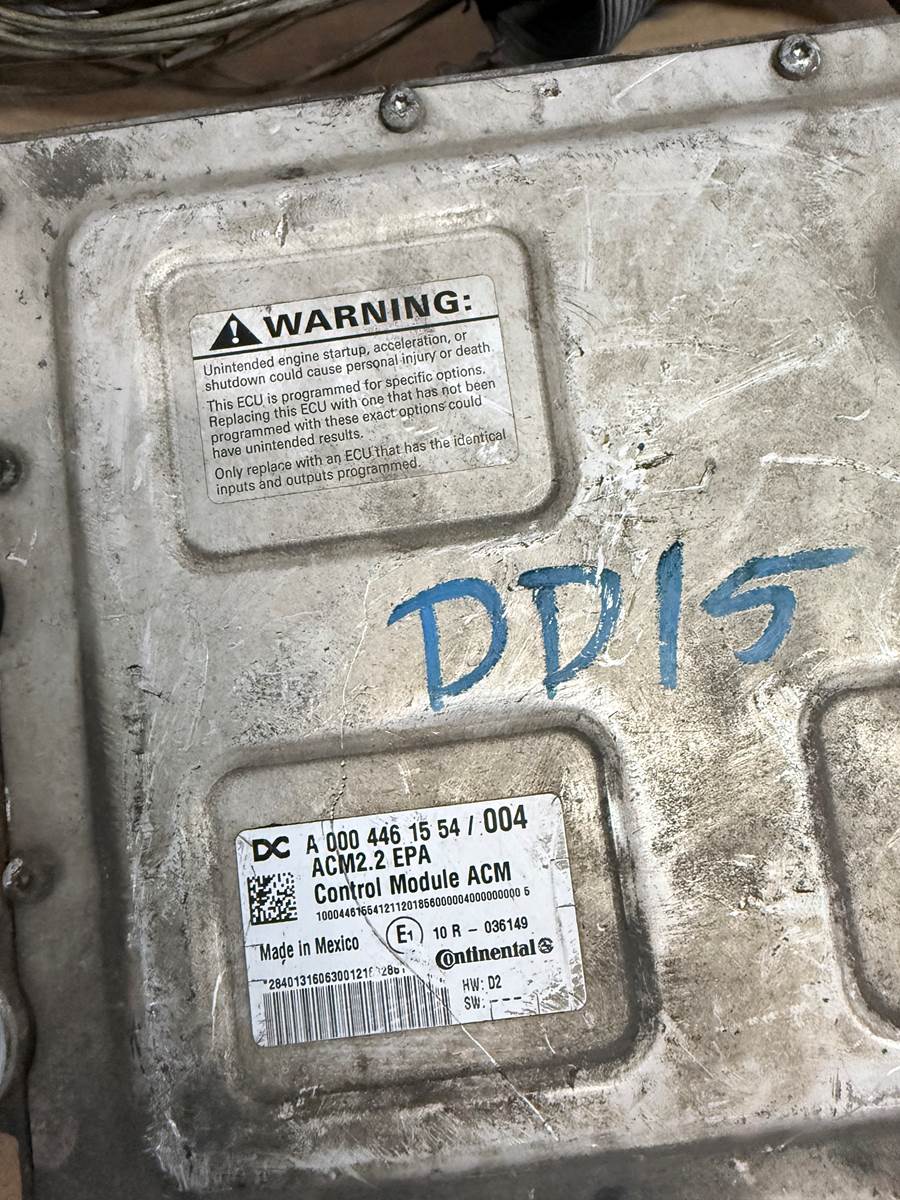 WARNING:
Unintended engine startup, acceleration, or
shutdown could cause personal injury or death.
This ECU is programmed for specific options.
Replacing this ECU with one that has not been
programmed with these exact options could
have unintended results.
Only replace with an ECU that has the identical
inputs and outputs programmed.
DD15
DC A 000 446 15 54 / 004
ACM2.2 EPA
Control Module ACM
Made in Mexico E1 10 R - 036149
Continental
HW: D2
SW: ---